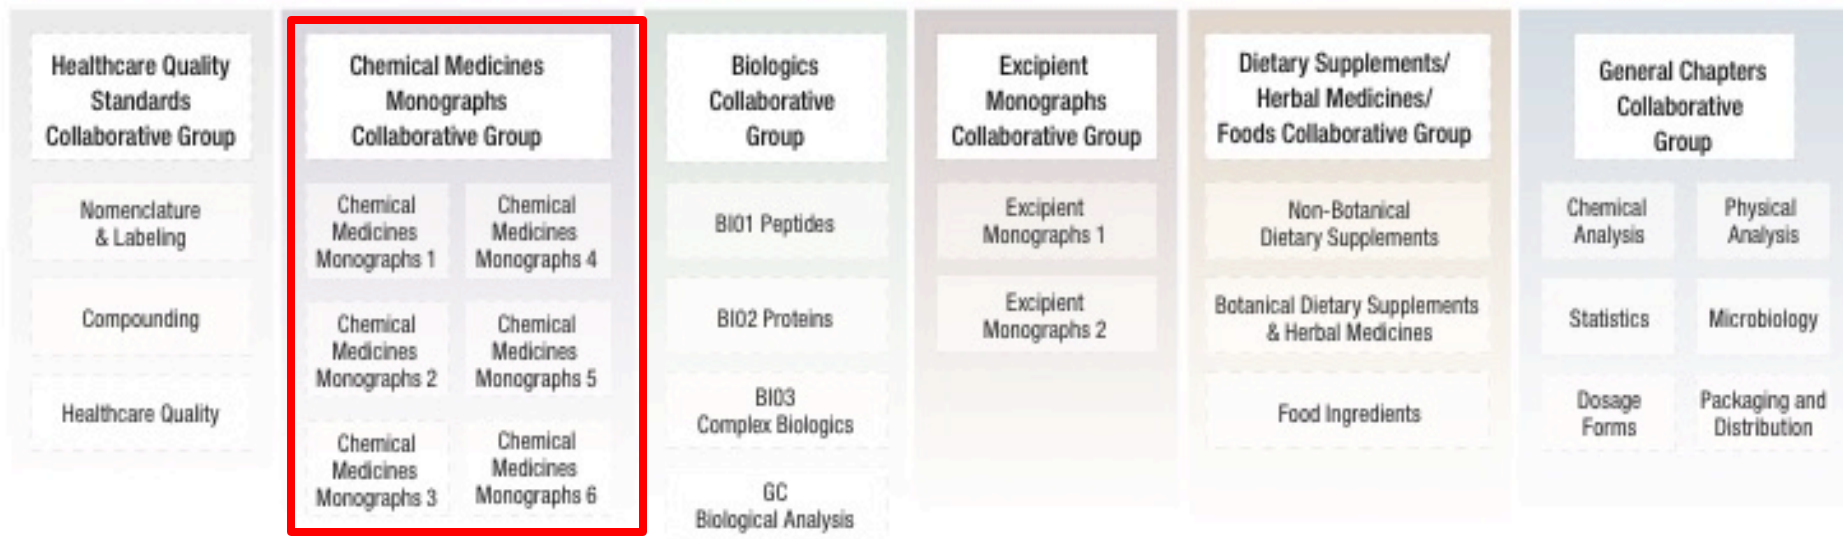 Healthcare Quality
Standards
Collaborative Group
Nomenclature
& Labeling
Compounding
Healthcare Quality
Chemical Medicines
Monographs
Collaborative Group
Chemical
Medicines
Monographs 1
Chemical
Medicines
Monographs 4
Chemical
Medicines
Monographs 2
Chemical
Medicines
Monographs 5
Chemical
Medicines
Monographs 3
Chemical
Medicines
Monographs 6
Biologics
Collaborative
Group
BIO1 Peptides
BIO2 Proteins
BIO3
Complex Biologics
GC
Biological Analysis
Excipient
Monographs
Collaborative Group
Excipient
Monographs 1
Excipient
Monographs 2
Dietary Supplements/
Herbal Medicines/
Foods Collaborative Group
Non-Botanical
Dietary Supplements
Botanical Dietary Supplements
& Herbal Medicines
Food Ingredients
General Chapters
Collaborative
Group
Chemical
Analysis
Physical
Analysis
Statistics
Microbiology
Dosage
Forms
Packaging and
Distribution